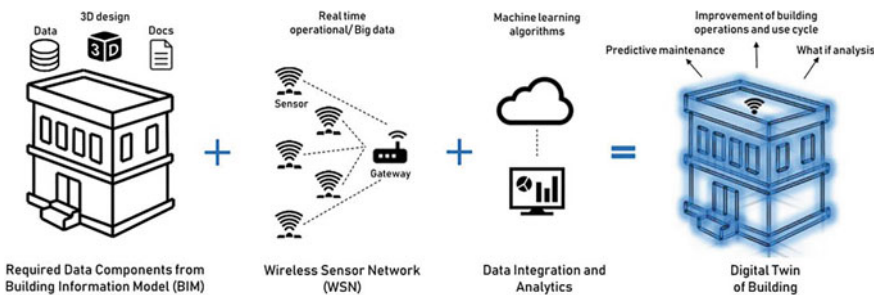 3D design
Data
3D
Docs
Required Data Components from
Building Information Model (BIM)
+
Real time
operational/ Big data
Sensor
Gateway
Wireless Sensor Network
(WSN)
+
Machine learning
algorithms
Data Integration and
Analytics
=
Improvement of building
operations and use cycle
Predictive maintenance
What if analysis
Digital Twin
of Building